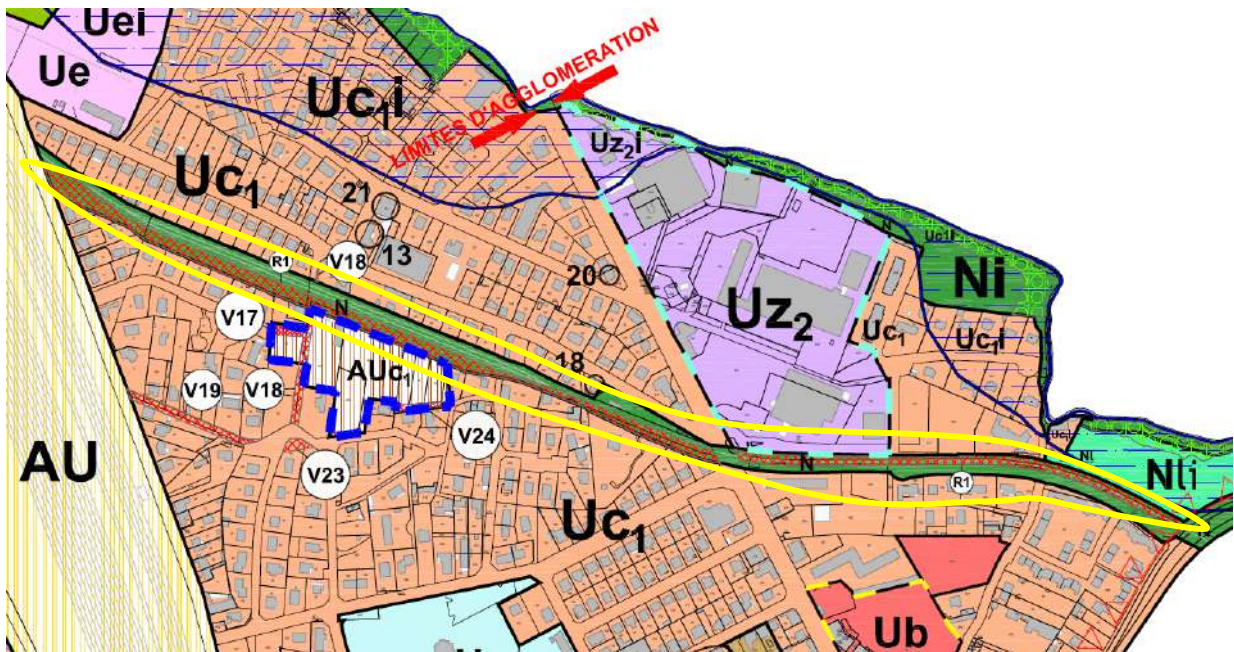 Uei
Ue
Uc₁i
LIMITES D'AGGLOMERATION
Uz₂i
N
Uc₁
21
13
V18
R1
20
N
Uc1i
Ni
Uz₂
Uc₁
Uc₁i
V17
N
18
AUc₁
V19
V18
V24
V23
AU
Uc₁
N
R1
Nl
Nli
Ub